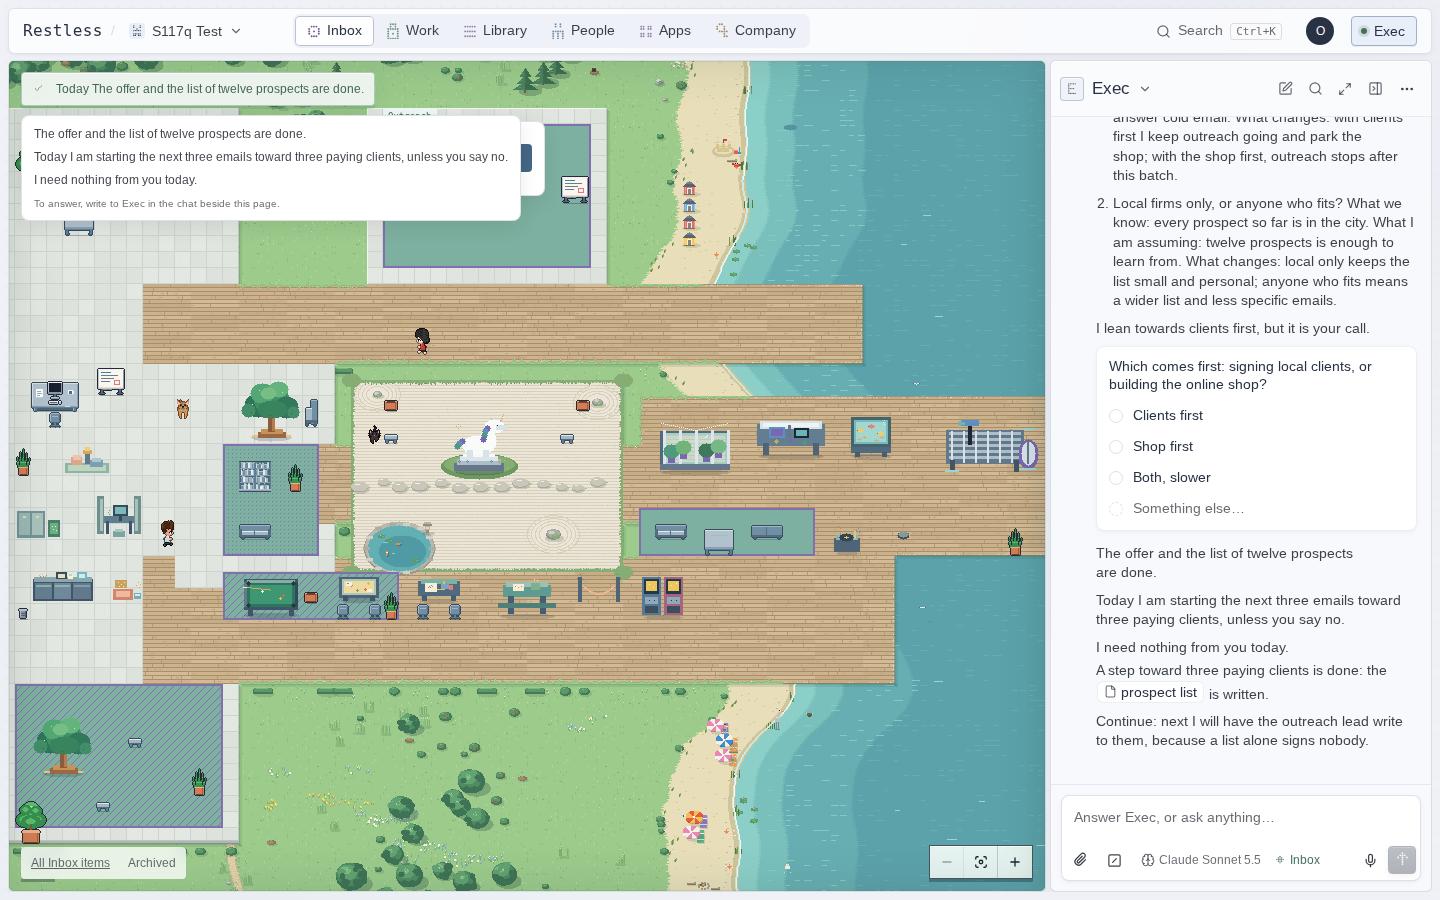 Restless / S117q Test
Inbox
Work
Library
People
Apps
Company
Search Ctrl+K
O
Exec
Today The offer and the list of twelve prospects are done.
The offer and the list of twelve prospects are done.
Today I am starting the next three emails toward three paying clients, unless you say no.
I need nothing from you today.
To answer, write to Exec in the chat beside this page.
All Inbox items
Archived
E Exec
answer cold email. What changes: with clients
first I keep outreach going and park the
shop; with the shop first, outreach stops after
this batch.
2. Local firms only, or anyone who fits? What we
know: every prospect so far is in the city. What I
am assuming: twelve prospects is enough to
learn from. What changes: local only keeps the
list small and personal; anyone who fits means
a wider list and less specific emails.
I lean towards clients first, but it is your call.
Which comes first: signing local clients, or
building the online shop?
Clients first
Shop first
Both, slower
Something else…
The offer and the list of twelve prospects
are done.
Today I am starting the next three emails toward
three paying clients, unless you say no.
I need nothing from you today.
A step toward three paying clients is done: the
prospect list is written.
Continue: next I will have the outreach lead write
to them, because a list alone signs nobody.
Answer Exec, or ask anything…
Claude Sonnet 5.5
Inbox